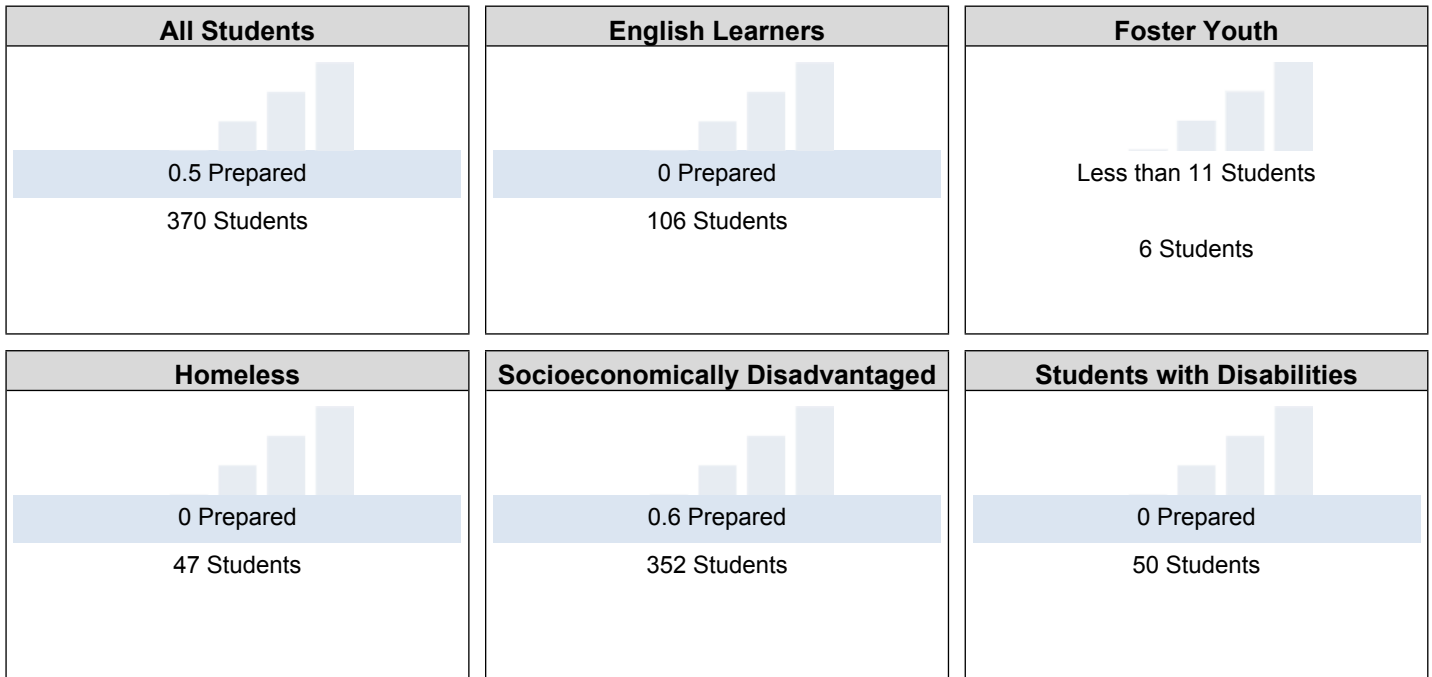 All Students
0.5 Prepared
370 Students
English Learners
0 Prepared
106 Students
Foster Youth
Less than 11 Students
6 Students
Homeless
0 Prepared
47 Students
Socioeconomically Disadvantaged
0.6 Prepared
352 Students
Students with Disabilities
0 Prepared
50 Students